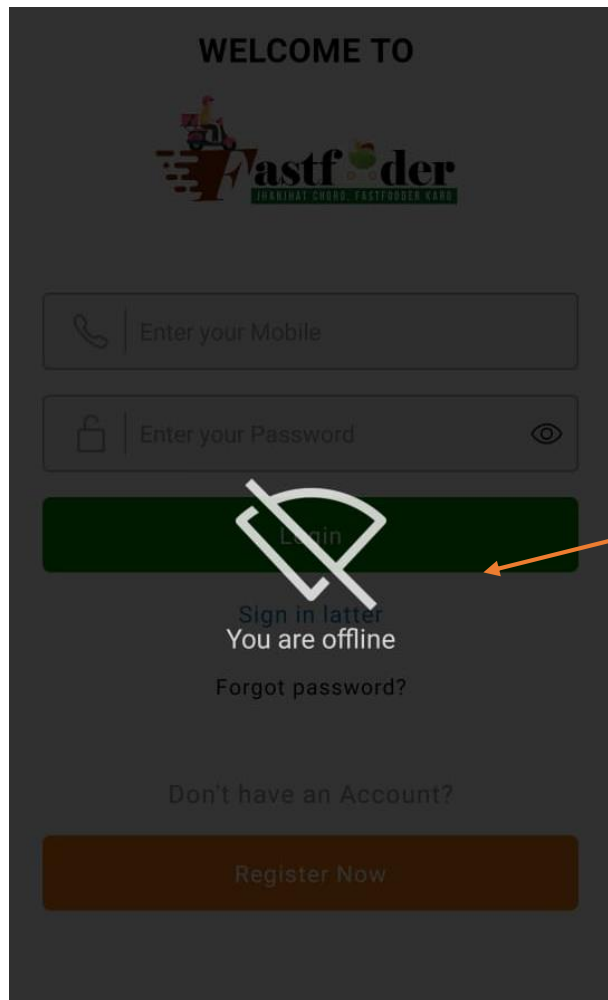 WELCOME TO
Fastfooder
JHANJHAT CHORO, FASTFOODER KARO
Enter your Mobile
Enter your Password
Login
Sign in latter
You are offline
Forgot password?
Don't have an Account?
Register Now